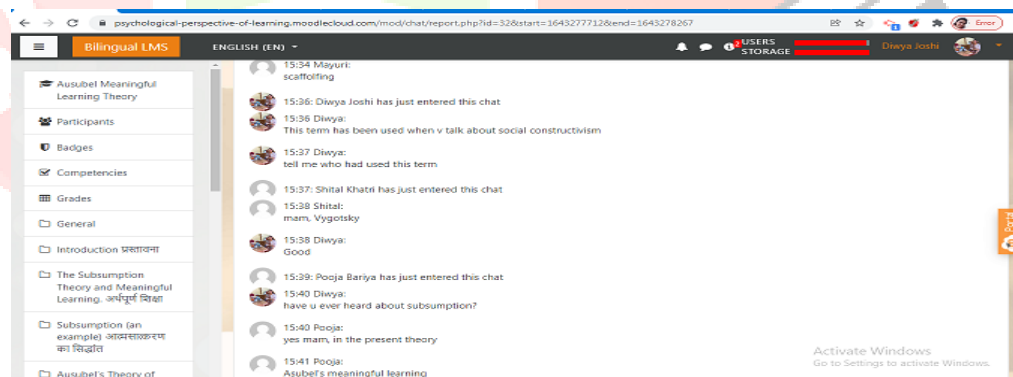 psychological-perspective-of-learning.moodlecloud.com/mod/chat/report.php?id=32&start=1643277712&end=1643278267
Error
Bilingual LMS
ENGLISH (EN)
2
USERS
STORAGE
Diwya Joshi
Ausubel Meaningful
Learning Theory
Participants
Badges
Competencies
Grades
General
Introduction प्रस्तावना
The Subsumption
Theory and Meaningful
Learning. अर्थपूर्ण शिक्षा
Subsumption (an
example) आत्मसात्करण
का सिद्धांत
Ausubel's Theory of
15:34 Mayuri:
scaffolfing
15:36: Diwya Joshi has just entered this chat
15:36 Diwya:
This term has been used when v talk about social constructivism
15:37 Diwya:
tell me who had used this term
15:37: Shital Khatri has just entered this chat
15:38 Shital:
mam, Vygotsky
15:38 Diwya:
Good
15:39: Pooja Bariya has just entered this chat
15:40 Diwya:
have u ever heard about subsumption?
15:40 Pooja:
yes mam, in the present theory
15:41 Pooja:
Asubel's meaningful learning
Activate Windows
Go to Settings to activate Windows.